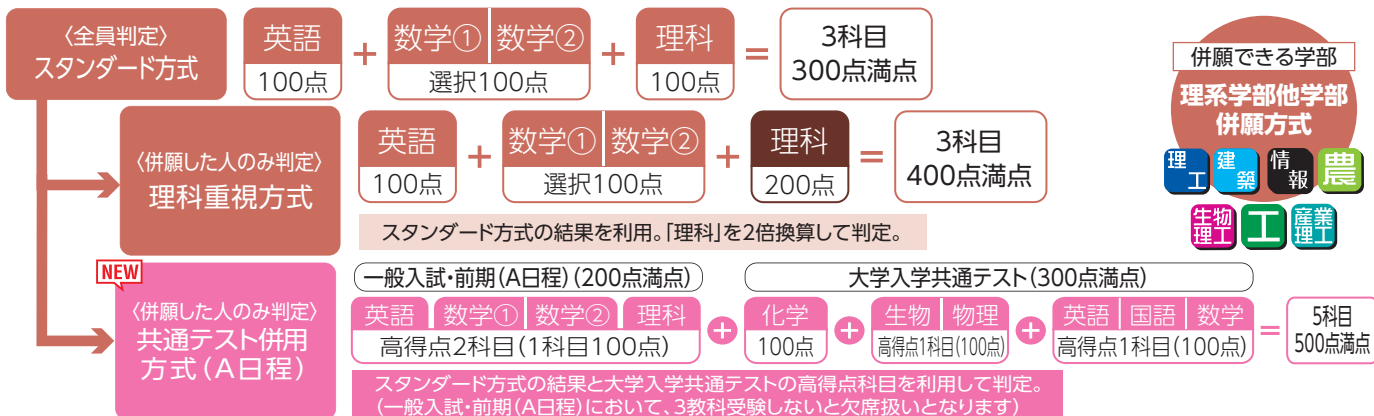 〈全員判定〉
スタンダード方式
英語
100点
+
数学① 数学②
選択100点
+
理科
100点
=
3科目
300点満点
〈併願した人のみ判定〉
理科重視方式
英語
100点
+
数学① 数学②
選択100点
+
理科
200点
=
3科目
400点満点
スタンダード方式の結果を利用。「理科」を2倍換算して判定。
NEW
〈併願した人のみ判定〉
共通テスト併用
方式(A日程)
一般入試・前期(A日程)(200点満点)
英語 数学① 数学② 理科
高得点2科目(1科目100点)
+
大学入学共通テスト(300点満点)
化学
100点
+
生物 物理
高得点1科目(100点)
+
英語 国語 数学
高得点1科目(100点)
=
5科目
500点満点
スタンダード方式の結果と大学入学共通テストの高得点科目を利用して判定。
(一般入試・前期(A日程)において、3教科受験しないと欠席扱いとなります)
併願できる学部
理系学部他学部
併願方式
理工 建築 情報 農
生物理工 工 産業理工